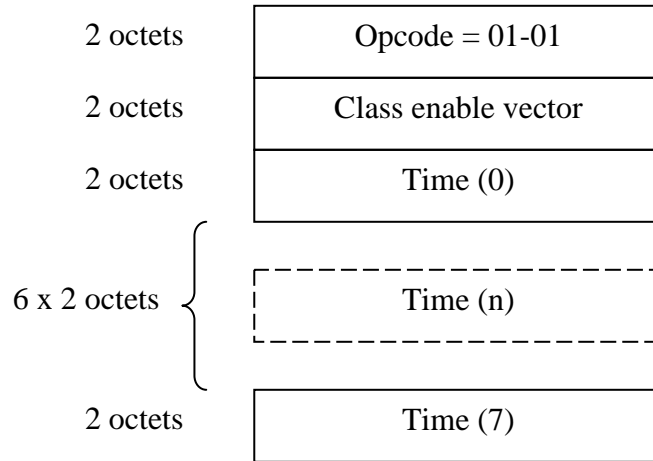 2 octets Opcode = 01-01
2 octets Class enable vector
2 octets Time (0)
6 x 2 octets Time (n)
2 octets Time (7)